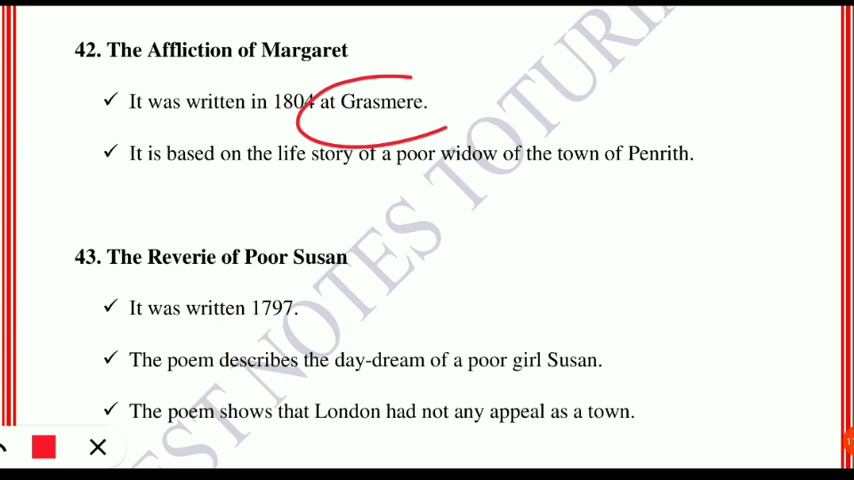 42. The Affliction of Margaret
✓ It was written in 1804 at Grasmere.
✓ It is based on the life story of a poor widow of the town of Penrith.
43. The Reverie of Poor Susan
✓ It was written 1797.
✓ The poem describes the day-dream of a poor girl Susan.
✓ The poem shows that London had not any appeal as a town.
EST NOTES TOTURIA